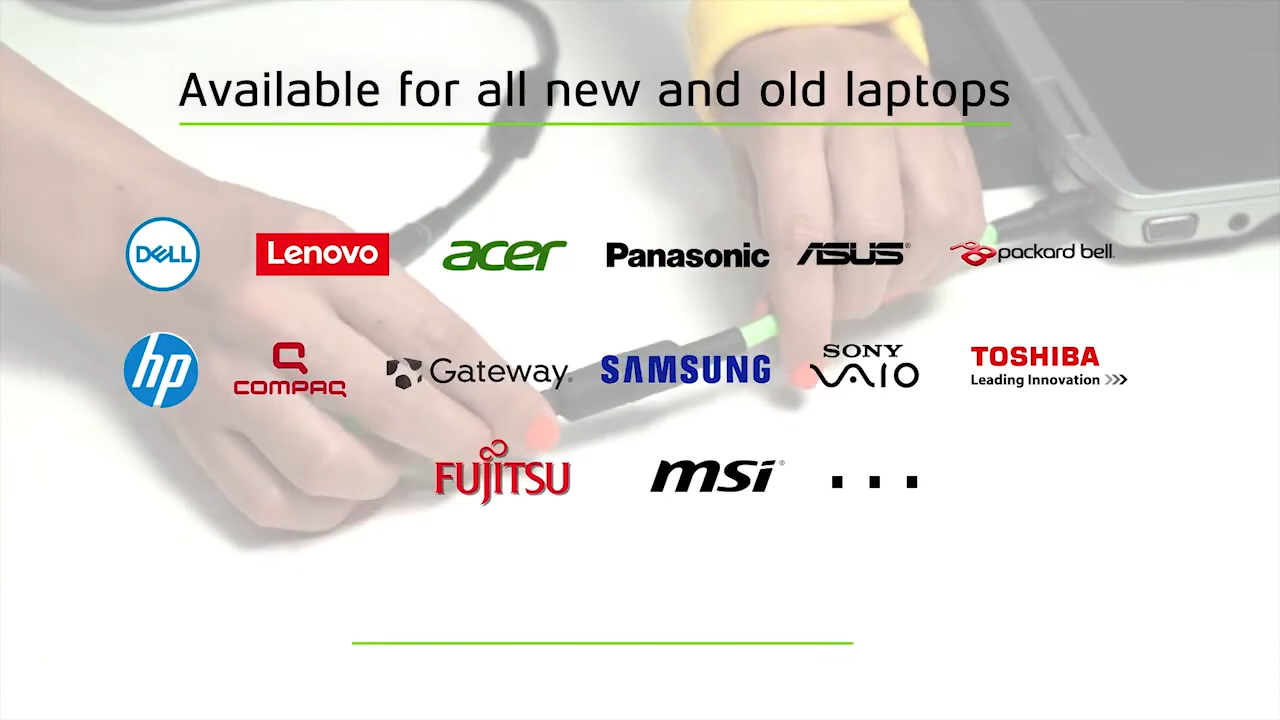 Available for all new and old laptops
DELL Lenovo acer Panasonic ASUS® packard bell.
hp COMPAQ Gateway® SAMSUNG SONY VAIO TOSHIBA
Leading Innovation >>>
FUJITSU msi® ...